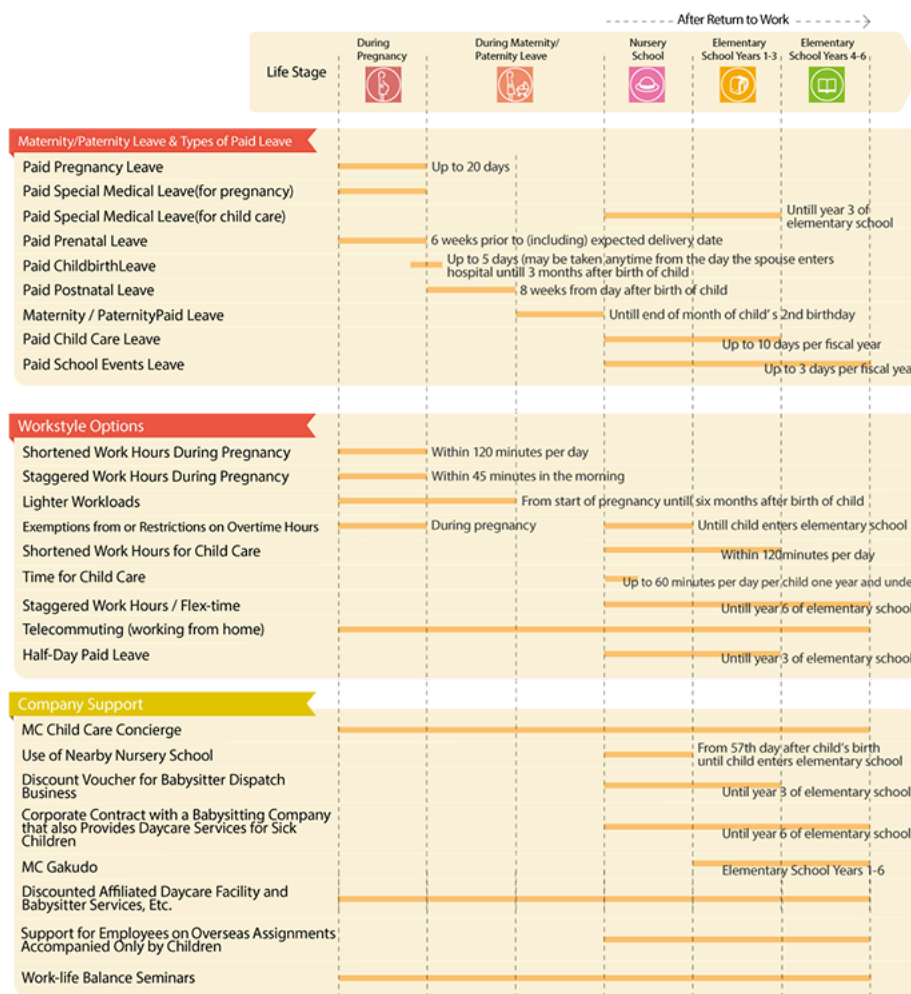 After Return to Work
Life Stage
During
Pregnancy
During Maternity/
Paternity Leave
Nursery
School
Elementary
School Years 1-3
Elementary
School Years 4-6
Maternity/Paternity Leave & Types of Paid Leave
Paid Pregnancy Leave
Up to 20 days
Paid Special Medical Leave(for pregnancy)
Paid Special Medical Leave(for child care)
Untill year 3 of
elementary school
Paid Prenatal Leave
6 weeks prior to (including) expected delivery date
Paid ChildbirthLeave
Up to 5 days (may be taken anytime from the day the spouse enters
hospital untill 3 months after birth of child
Paid Postnatal Leave
8 weeks from day after birth of child
Maternity / PaternityPaid Leave
Untill end of month of child's 2nd birthday
Paid Child Care Leave
Up to 10 days per fiscal year
Paid School Events Leave
Up to 3 days per fiscal year
Workstyle Options
Shortened Work Hours During Pregnancy
Within 120 minutes per day
Staggered Work Hours During Pregnancy
Within 45 minutes in the morning
Lighter Workloads
From start of pregnancy untill six months after birth of child
Exemptions from or Restrictions on Overtime Hours
During pregnancy
Untill child enters elementary school
Shortened Work Hours for Child Care
Within 120minutes per day
Time for Child Care
Up to 60 minutes per day per child one year and under
Staggered Work Hours / Flex-time
Untill year 6 of elementary school
Telecommuting (working from home)
Half-Day Paid Leave
Untill year 3 of elementary school
Company Support
MC Child Care Concierge
Use of Nearby Nursery School
From 57th day after child's birth
until child enters elementary school
Discount Voucher for Babysitter Dispatch
Business
Until year 3 of elementary school
Corporate Contract with a Babysitting Company
that also Provides Daycare Services for Sick
Children
Until year 6 of elementary school
MC Gakudo
Elementary School Years 1-6
Discounted Affiliated Daycare Facility and
Babysitter Services, Etc.
Support for Employees on Overseas Assignments
Accompanied Only by Children
Work-life Balance Seminars